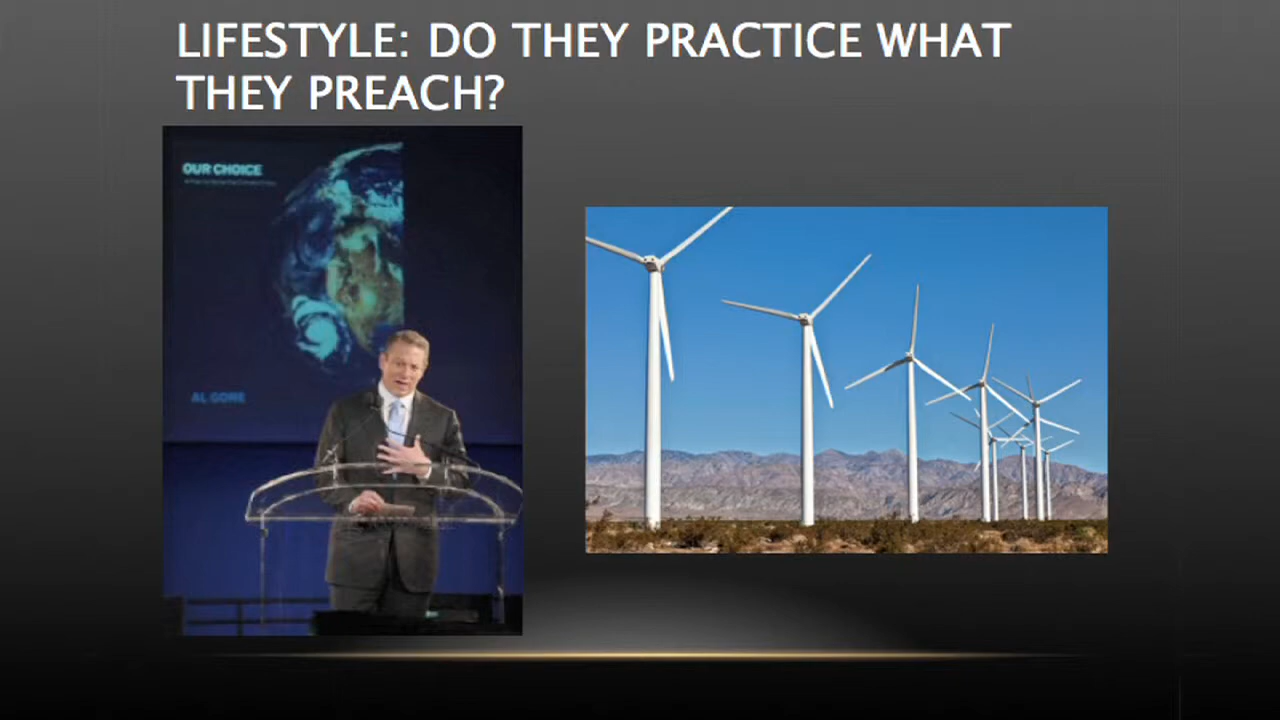 LIFESTYLE: DO THEY PRACTICE WHAT
THEY PREACH?
OUR CHOICE
AL GORE